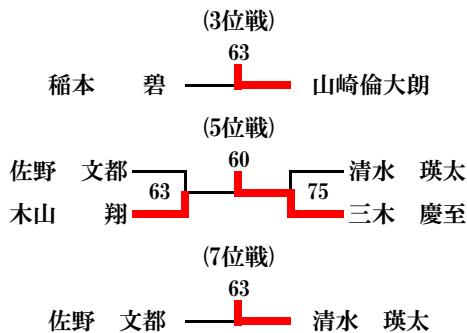 (3位戦)
63
稲本 碧 山崎倫大朗
(5位戦)
60
佐野 文都 清水 瑛太
63 75
木山 翔 三木 慶至
(7位戦)
63
佐野 文都 清水 瑛太